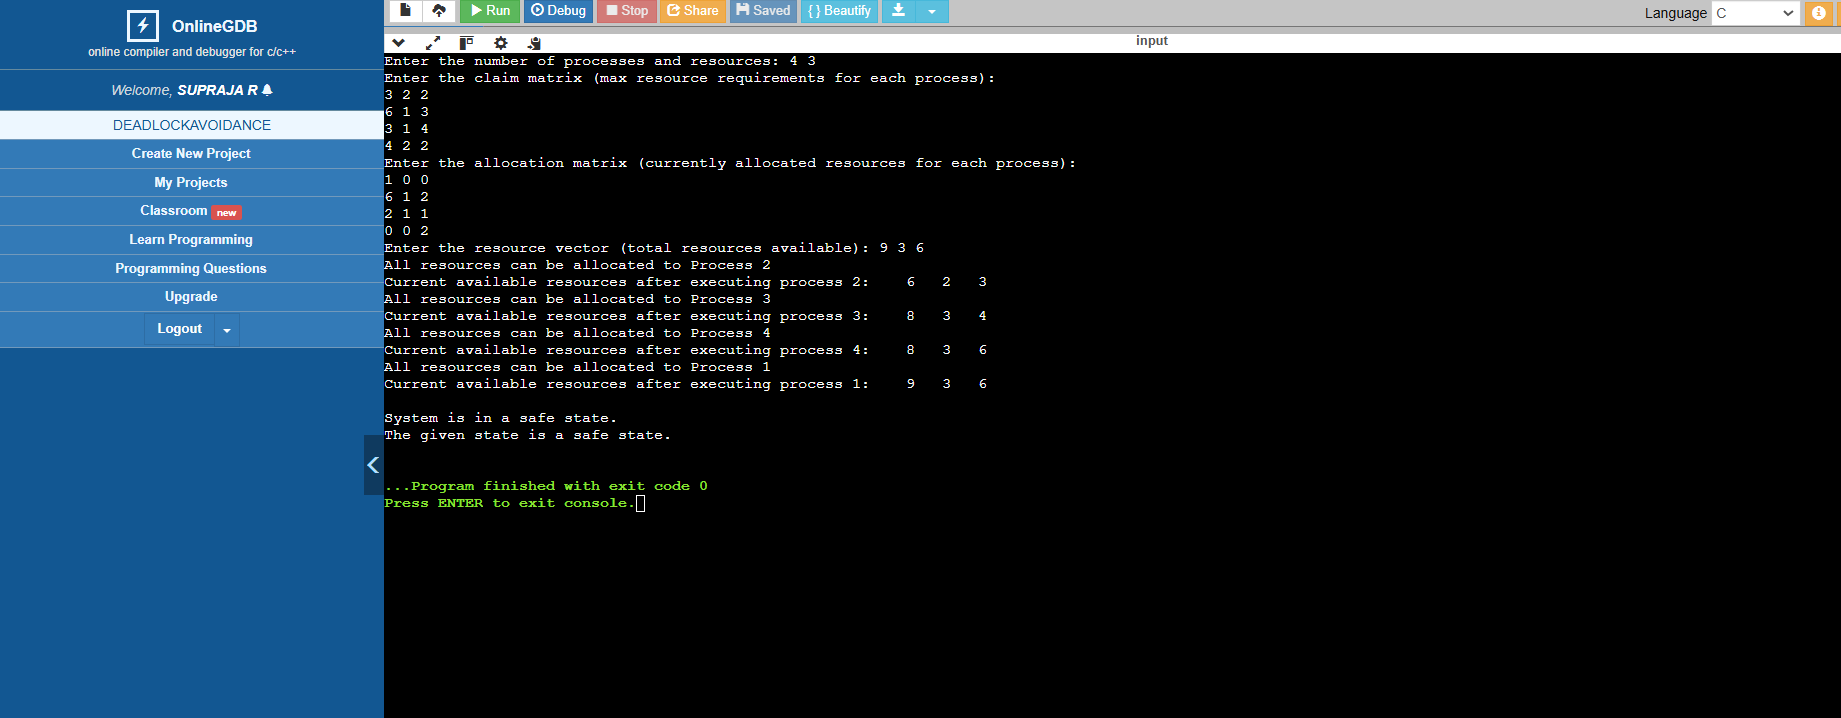 OnlineGDB
online compiler and debugger for c/c++
Welcome, SUPRAJA R
DEADLOCKAVOIDANCE
Create New Project
My Projects
Classroom new
Learn Programming
Programming Questions
Upgrade
Logout
Run Debug Stop Share Saved {} Beautify
Language C
input
Enter the number of processes and resources: 4 3
Enter the claim matrix (max resource requirements for each process):
3 2 2
6 1 3
3 1 4
4 2 2
Enter the allocation matrix (currently allocated resources for each process):
1 0 0
6 1 2
2 1 1
0 0 2
Enter the resource vector (total resources available): 9 3 6
All resources can be allocated to Process 2
Current available resources after executing process 2: 6 2 3
All resources can be allocated to Process 3
Current available resources after executing process 3: 8 3 4
All resources can be allocated to Process 4
Current available resources after executing process 4: 8 3 6
All resources can be allocated to Process 1
Current available resources after executing process 1: 9 3 6
System is in a safe state.
The given state is a safe state.
...Program finished with exit code 0
Press ENTER to exit console.